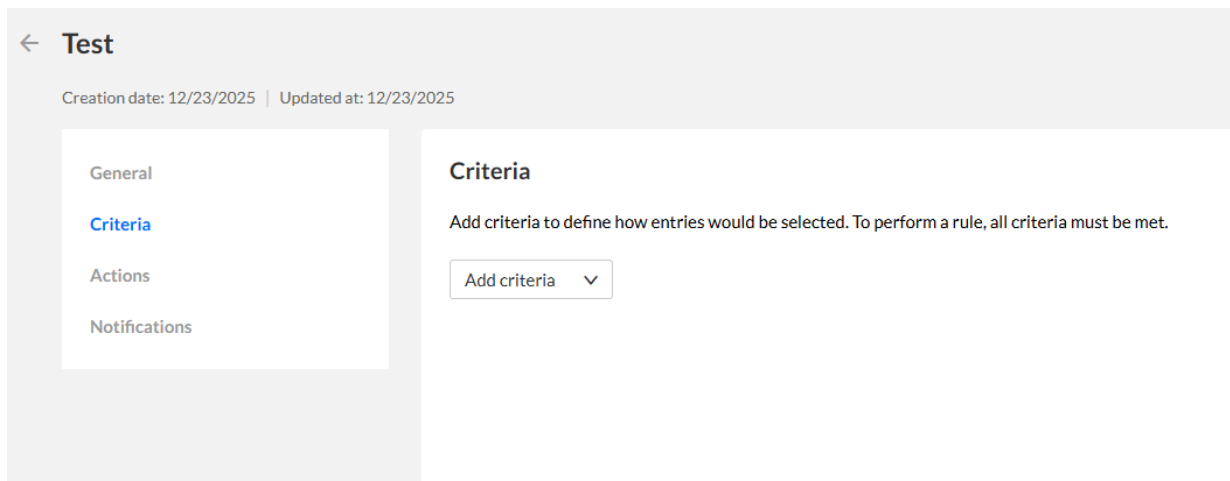 Test
Creation date: 12/23/2025 | Updated at: 12/23/2025
General
Criteria
Actions
Notifications
Criteria
Add criteria to define how entries would be selected. To perform a rule, all criteria must be met.
Add criteria